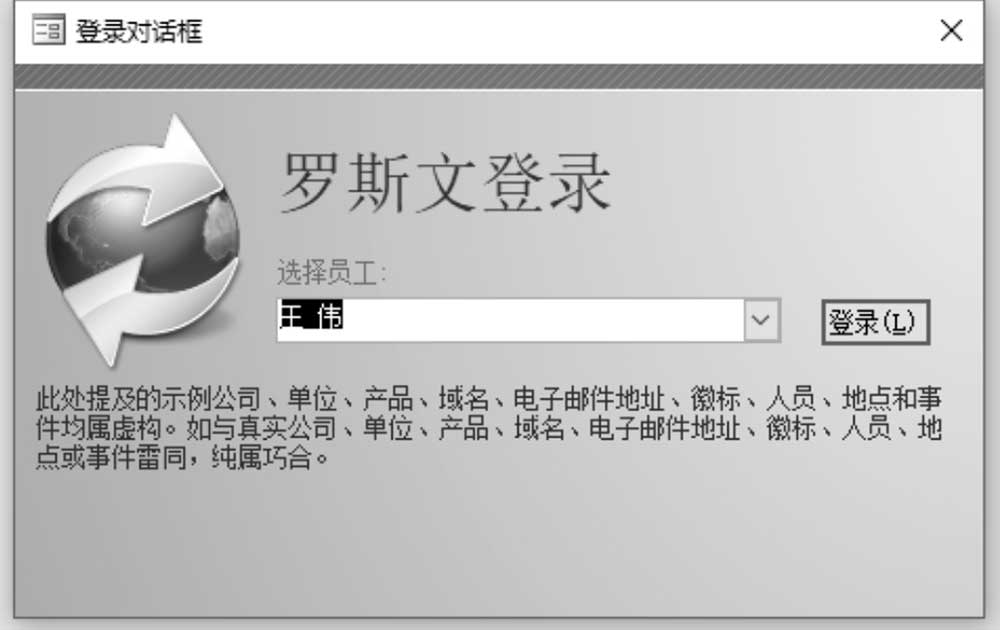 登录对话框
罗斯文登录
选择员工:
王 伟
登录(L)
此处提及的示例公司、单位、产品、域名、电子邮件地址、徽标、人员、地点和事
件均属虚构。如与真实公司、单位、产品、域名、电子邮件地址、徽标、人员、地
点或事件雷同，纯属巧合。